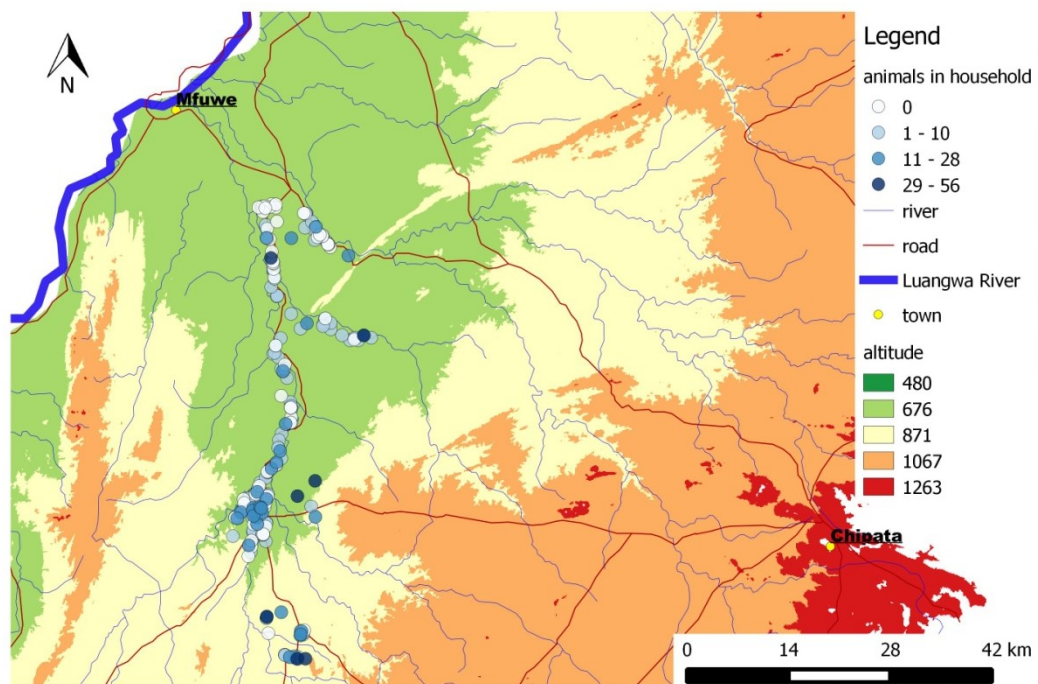 N
Mfuwe
Chipata
Legend
animals in household
0
1 - 10
11 - 28
29 - 56
river
road
Luangwa River
town
altitude
480
676
871
1067
1263
0 14 28 42 km